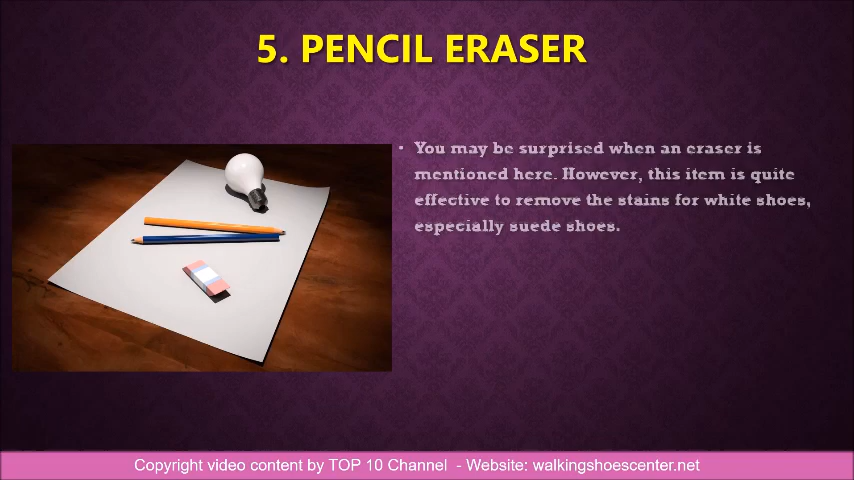 5. PENCIL ERASER
• You may be surprised when an eraser is
mentioned here. However, this item is quite
effective to remove the stains for white shoes,
especially suede shoes.
Copyright video content by TOP 10 Channel - Website: walkingshoescenter.net